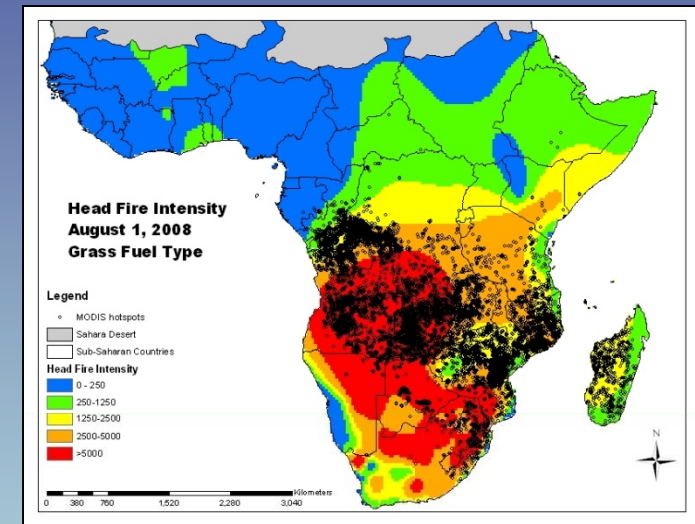 Head Fire Intensity
August 1, 2008
Grass Fuel Type
Legend
MODIS hotspots
Sahara Desert
Sub-Saharan Countries
Head Fire Intensity
0 - 250
250-1250
1250-2500
2500-5000
>5000
N
Kilometers
0 380 760 1,520 2,280 3,040